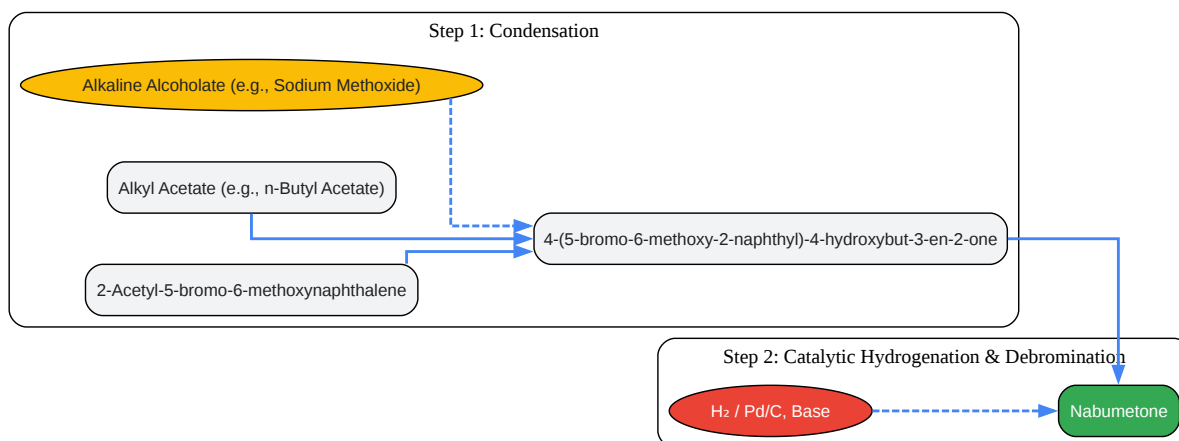 Step 1: Condensation
Alkaline Alcoholate (e.g., Sodium Methoxide)
Alkyl Acetate (e.g., n-Butyl Acetate)
4-(5-bromo-6-methoxy-2-naphthyl)-4-hydroxybut-3-en-2-one
2-Acetyl-5-bromo-6-methoxynaphthalene
Step 2: Catalytic Hydrogenation & Debromination
H₂ / Pd/C, Base
Nabumetone